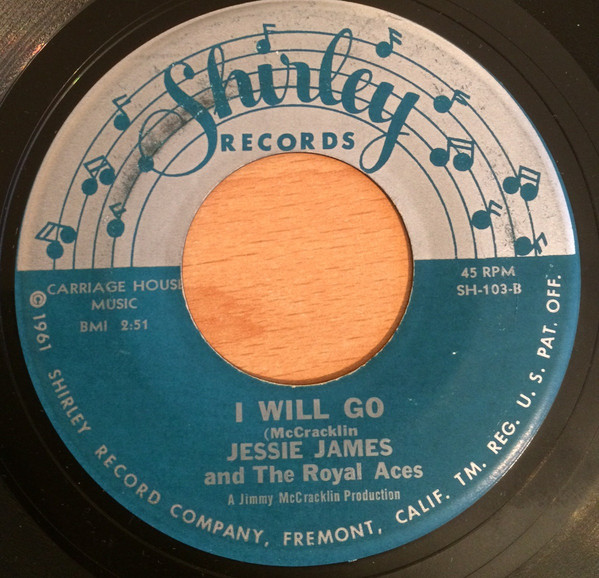 Shirley
RECORDS
CARRIAGE HOUSE
MUSIC
BMI 2:51
45 RPM
SH-103-B
I WILL GO
(McCracklin
JESSIE JAMES
and The Royal Aces
A Jimmy McCracklin Production
© 1961 SHIRLEY RECORD COMPANY, FREMONT, CALIF. TM. REG. U. S. PAT. OFF.